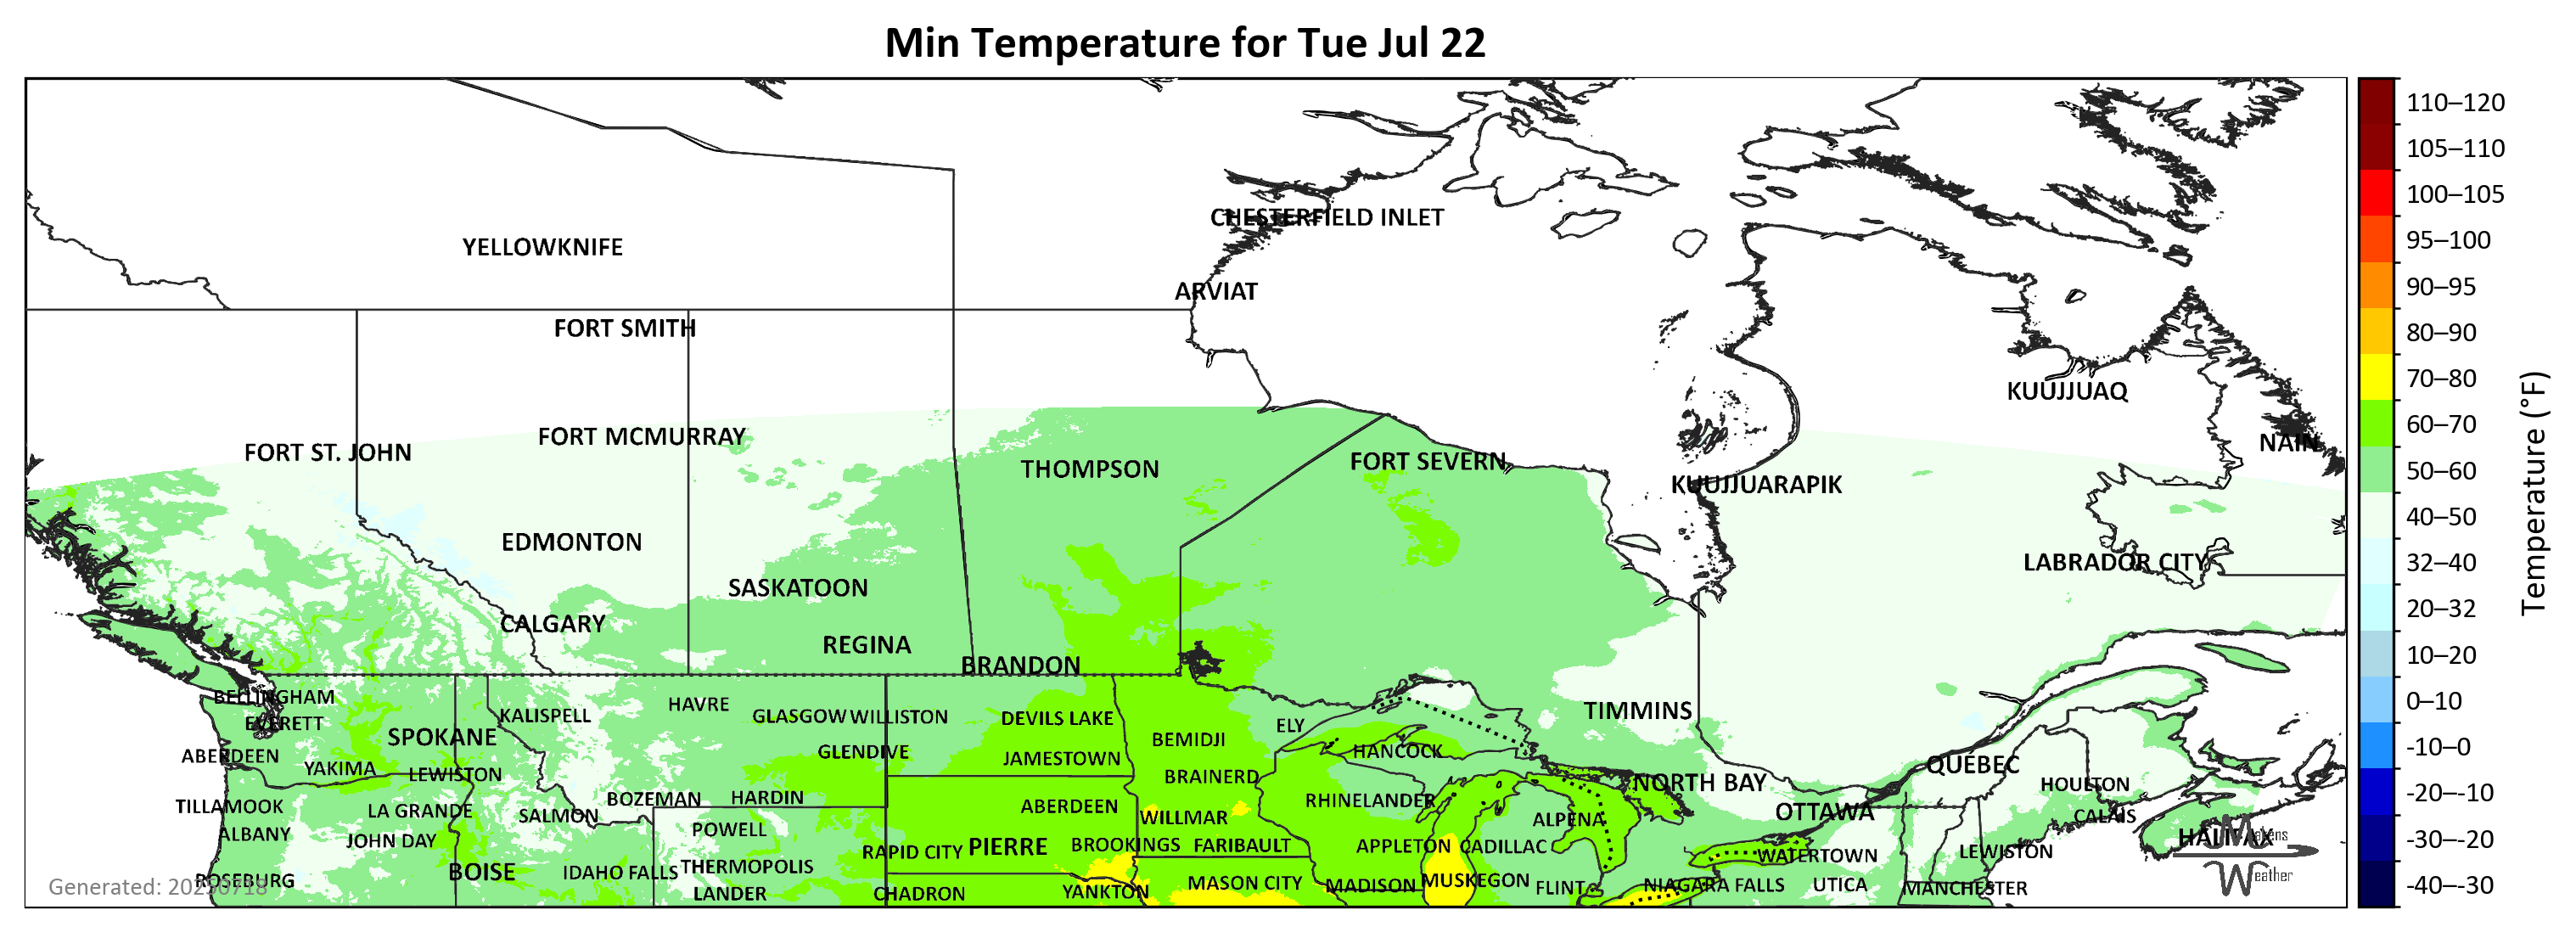 Min Temperature for Tue Jul 22
110–120
105–110
CHESTERFIELD INLET
100–105
YELLOWKNIFE
95–100
ARVIAT
90–95
FORT SMITH
80–90
KUUJJUAQ
70–80
FORT MCMURRAY
60–70
FORT ST. JOHN
NAIN
THOMPSON
FORT SEVERN
50–60
KUUJJUARAPIK
40–50
EDMONTON
LABRADOR CITY
32–40
Temperature (°F)
SASKATOON
20–32
CALGARY
REGINA
BRANDON
10–20
BELLINGHAM
HAVRE
0–10
KALISPELL
GLASGOW
WILLISTON
DEVILS LAKE
TIMMINS
EVERETT
ELY
SPOKANE
BEMIDJI
-10–0
ABERDEEN
GLENDIVE
JAMESTOWN
HANCOCK
YAKIMA
LEWISTON
BRAINERD
QUÉBEC
NORTH BAY
HOULTON
-20–-10
TILLAMOOK
LA GRANDE
SALMON
BOZEMAN
HARDIN
ABERDEEN
WILLMAR
RHINELANDER
ALPENA
OTTAWA
CALAIS
ALBANY
JOHN DAY
POWELL
RAPID CITY
PIERRE
BROOKINGS
FARIBAULT
APPLETON
CADILLAC
WATERTOWN
LEWISTON
HALIFAX
Makens
Weather
-30–-20
ROSEBURG
BOISE
IDAHO FALLS
THERMOPOLIS
LANDER
CHADRON
YANKTON
MASON CITY
MADISON
MUSKEGON
FLINT
NIAGARA FALLS
UTICA
MANCHESTER
-40–-30
Generated: 20250718